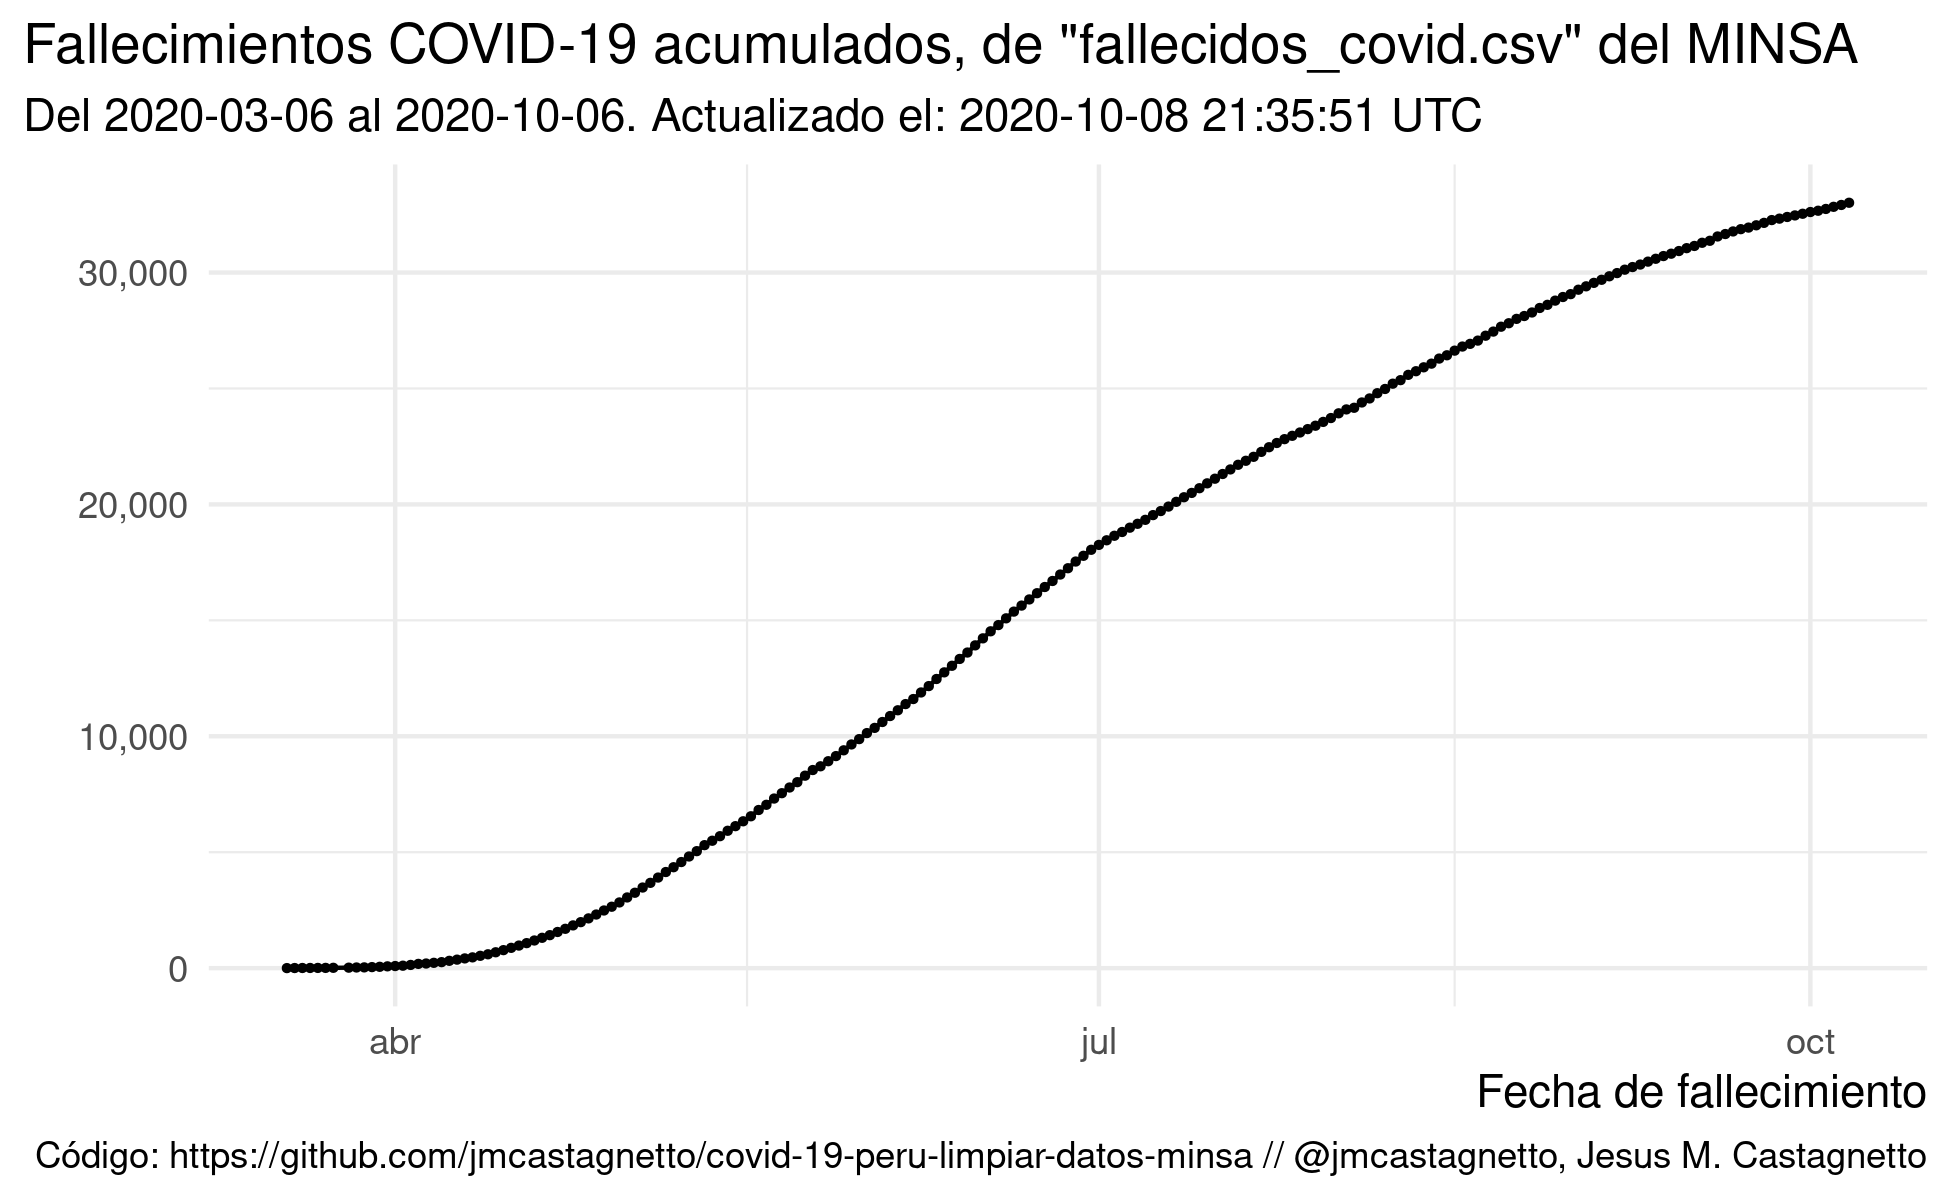 Fallecimientos COVID-19 acumulados, de "fallecidos_covid.csv" del MINSA
Del 2020-03-06 al 2020-10-06. Actualizado el: 2020-10-08 21:35:51 UTC
30,000
20,000
10,000
0
abr jul oct
Fecha de fallecimiento
Código: https://github.com/jmcastagnetto/covid-19-peru-limpiar-datos-minsa // @jmcastagnetto, Jesus M. Castagnetto